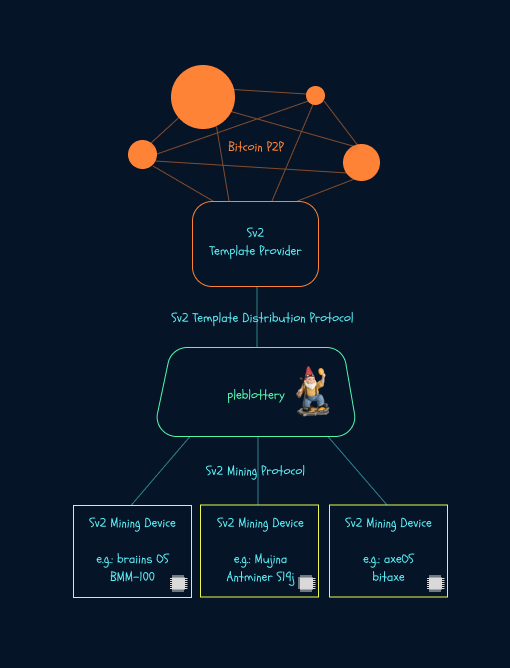 Bitcoin P2P
Sv2
Template Provider
Sv2 Template Distribution Protocol
pleblottery
Sv2 Mining Protocol
Sv2 Mining Device
e.g.: braiins OS
BMM-100
Sv2 Mining Device
e.g.: Mujina
Antminer S19j
Sv2 Mining Device
e.g.: axeOS
bitaxe